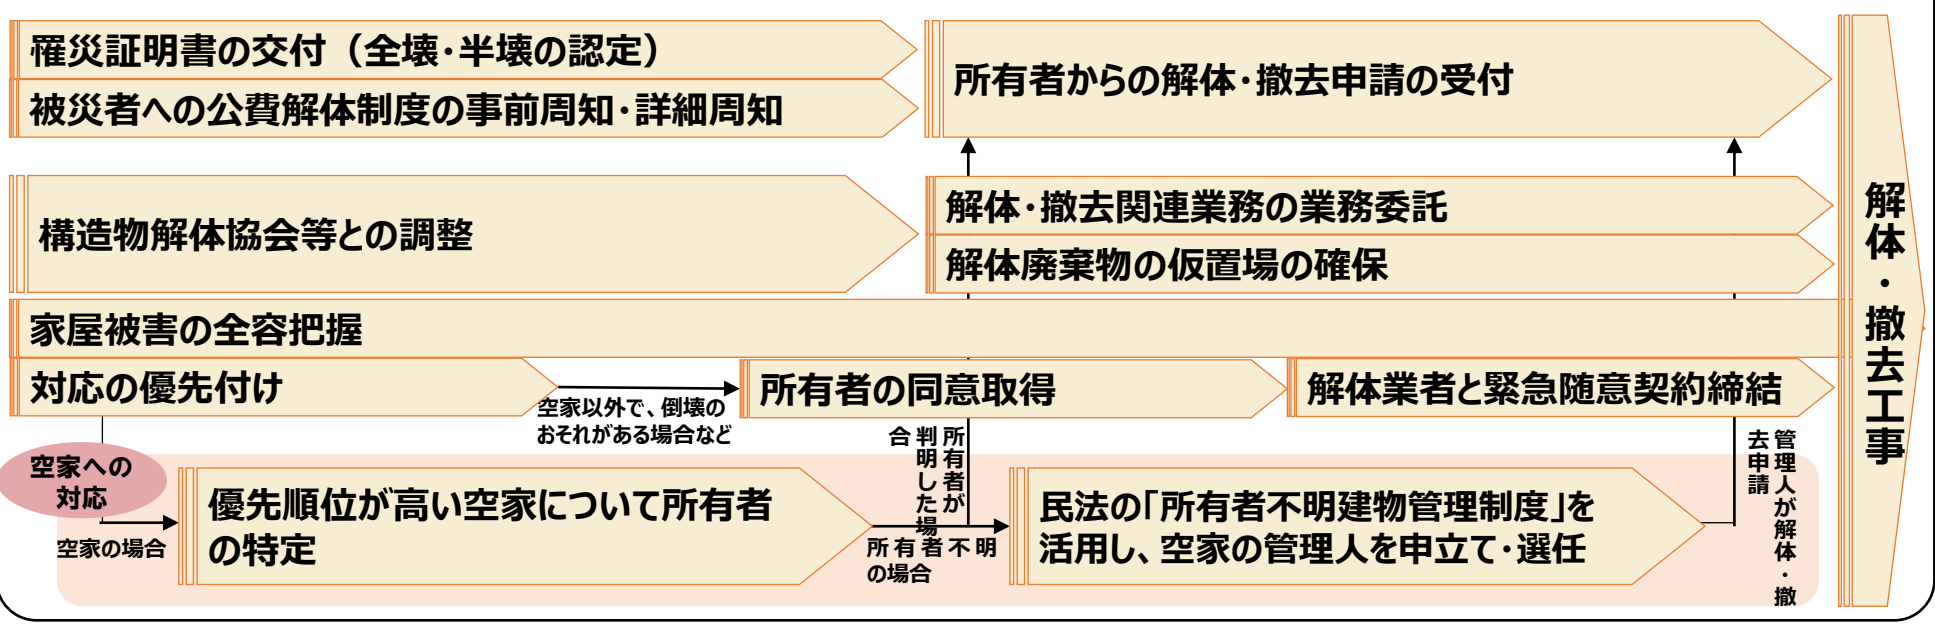 罹災証明書の交付（全壊・半壊の認定）
被災者への公費解体制度の事前周知・詳細周知
所有者からの解体・撤去申請の受付
構造物解体協会等との調整
解体・撤去関連業務の業務委託
解体廃棄物の仮置場の確保
家屋被害の全容把握
対応の優先付け
空家以外で、倒壊の
おそれがある場合など
所有者の同意取得
解体業者と緊急随意契約締結
解体・撤去工事
空家への
対応
空家の場合
優先順位が高い空家について所有者
の特定
所有者が
判明した場
合
所有者不明
の場合
民法の「所有者不明建物管理制度」を
活用し、空家の管理人を申立て・選任
管理人が解体・撤
去申請